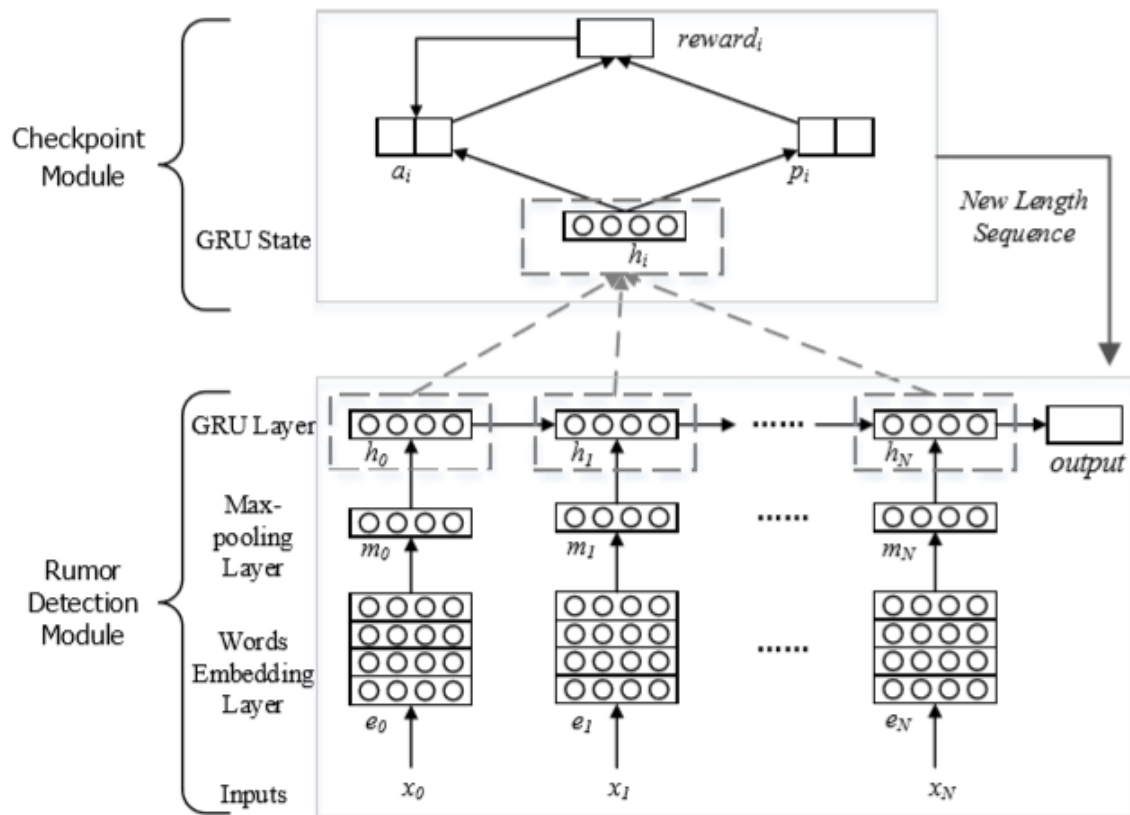 reward_i
Checkpoint
Module
a_i
p_i
New Length
Sequence
GRU State
h_i
GRU Layer
h_0
h_1
......
h_N
output
Max-
pooling
Layer
m_0
m_1
......
m_N
Rumor
Detection
Module
Words
Embedding
Layer
......
e_0
e_1
e_N
Inputs
x_0
x_1
x_N